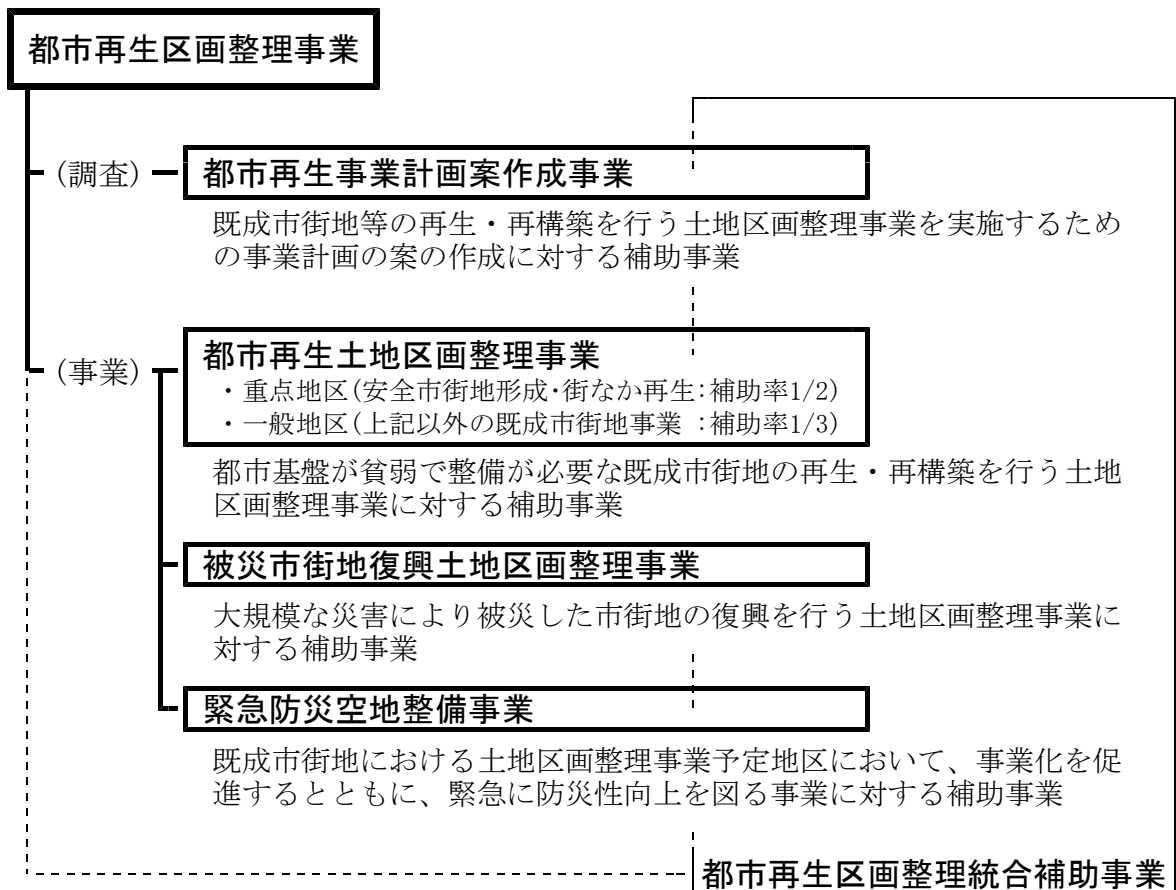 都市再生区画整理事業
(調査)
都市再生事業計画案作成事業
既成市街地等の再生・再構築を行う土地区画整理事業を実施するため
の事業計画の案の作成に対する補助事業
(事業)
都市再生土地区画整理事業
・重点地区(安全市街地形成・街なか再生:補助率1/2)
・一般地区(上記以外の既成市街地事業 :補助率1/3)
都市基盤が貧弱で整備が必要な既成市街地の再生・再構築を行う土地
区画整理事業に対する補助事業
被災市街地復興土地区画整理事業
大規模な災害により被災した市街地の復興を行う土地区画整理事業に
対する補助事業
緊急防災空地整備事業
既成市街地における土地区画整理事業予定地区において、事業化を促
進するとともに、緊急に防災性向上を図る事業に対する補助事業
都市再生区画整理統合補助事業